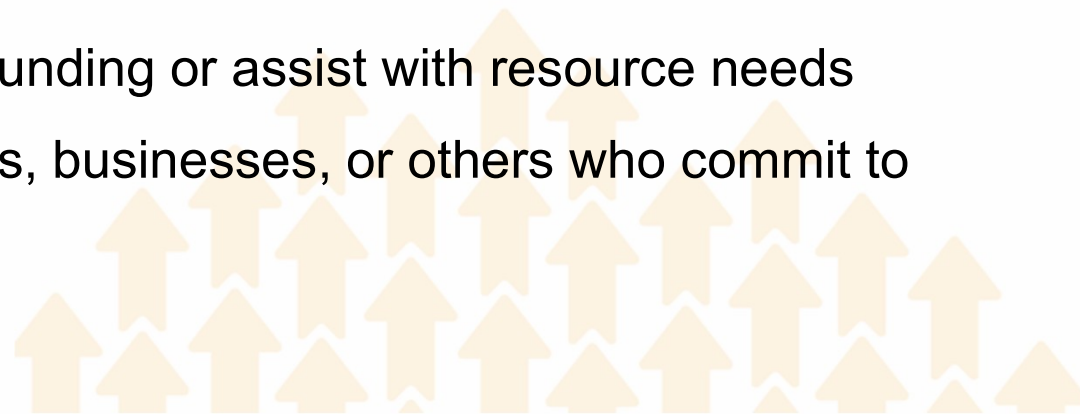 unding or assist with resource needs
s, businesses, or others who commit to